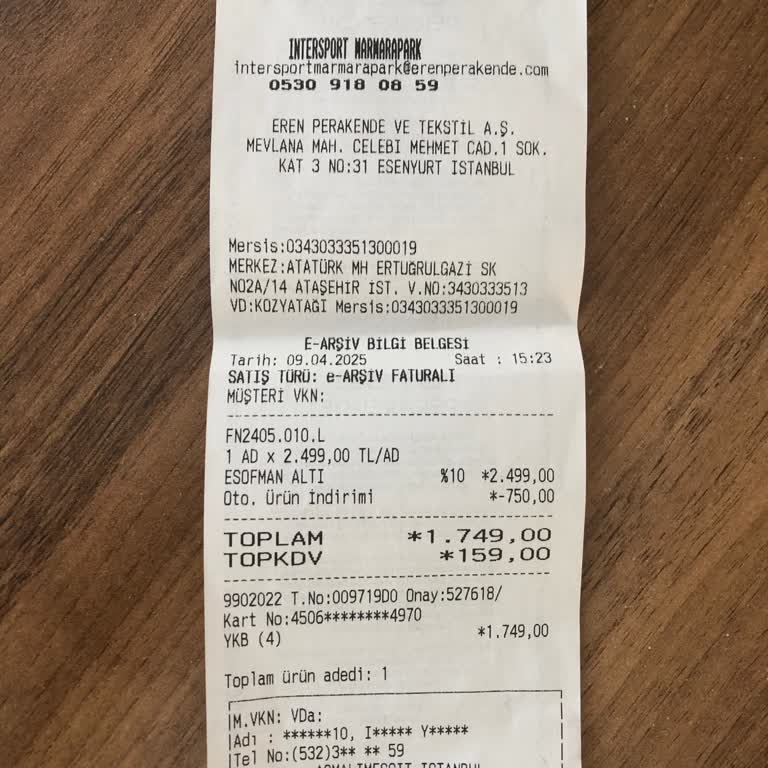 INTERSPORT MARMARAPARK
intersportmarmarapark@erenperakende.com
0530 918 08 59
EREN PERAKENDE VE TEKSTİL A.Ş.
MEVLANA MAH. CELEBI MEHMET CAD.1 SOK.
KAT 3 NO:31 ESENYURT ISTANBUL
Mersis:0343033351300019
MERKEZ:ATATÜRK MH ERTUĞRULGAZİ SK
NO2A/14 ATAŞEHİR İST. V.NO:3430333513
VD:KOZYATAĞI Mersis:0343033351300019
E-ARŞİV BİLGİ BELGESİ
Tarih: 09.04.2025 Saat : 15:23
SATIŞ TÜRÜ: e-ARŞİV FATURALI
MÜŞTERİ VKN:
FN2405.010.L
1 AD x 2.499,00 TL/AD
ESOFMAN ALTI %10 *2.499,00
Oto. Ürün İndirimi *-750,00
TOPLAM *1.749,00
TOPKDV *159,00
9902022 T.No:009719D0 Onay:527618/
Kart No:4506********4970
YKB (4) *1.749,00
Toplam ürün adedi: 1
M.VKN: VDa:
Adı : ******10, I***** Y*****
Tel No:(532)3** ** 59
ASMALIMESCIT ISTANBUL